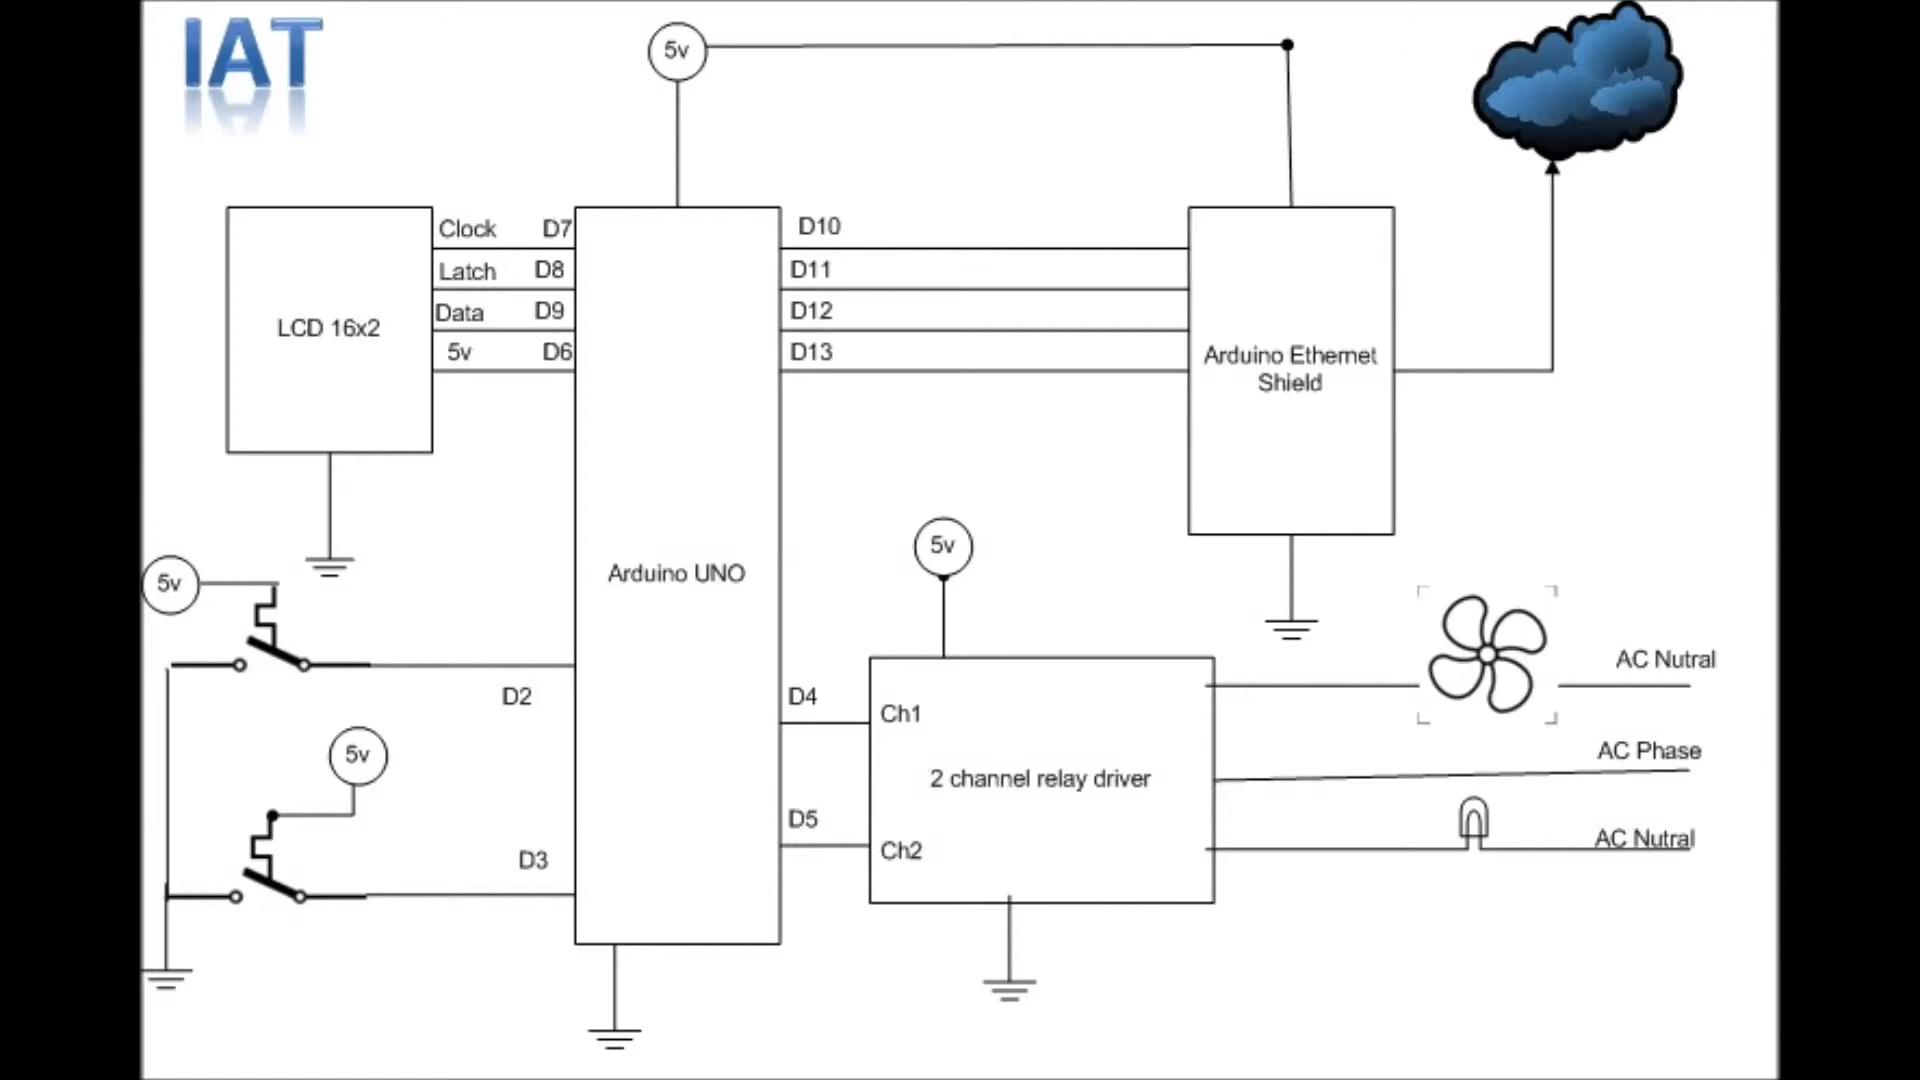 IAT
5v
Clock D7
Latch D8
Data D9
5v D6
LCD 16x2
D10
D11
D12
D13
Arduino Ethernet
Shield
5v
5v
Arduino UNO
D2
5v
D3
D4
Ch1
2 channel relay driver
D5
Ch2
AC Nutral
AC Phase
AC Nutral